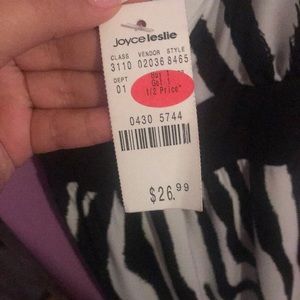 joyce leslie
CLASS VENDOR STYLE
3110 02036 8465
DEPT
01
Buy 1
Get 1
1/2 Price*
0430 5744
$26.99